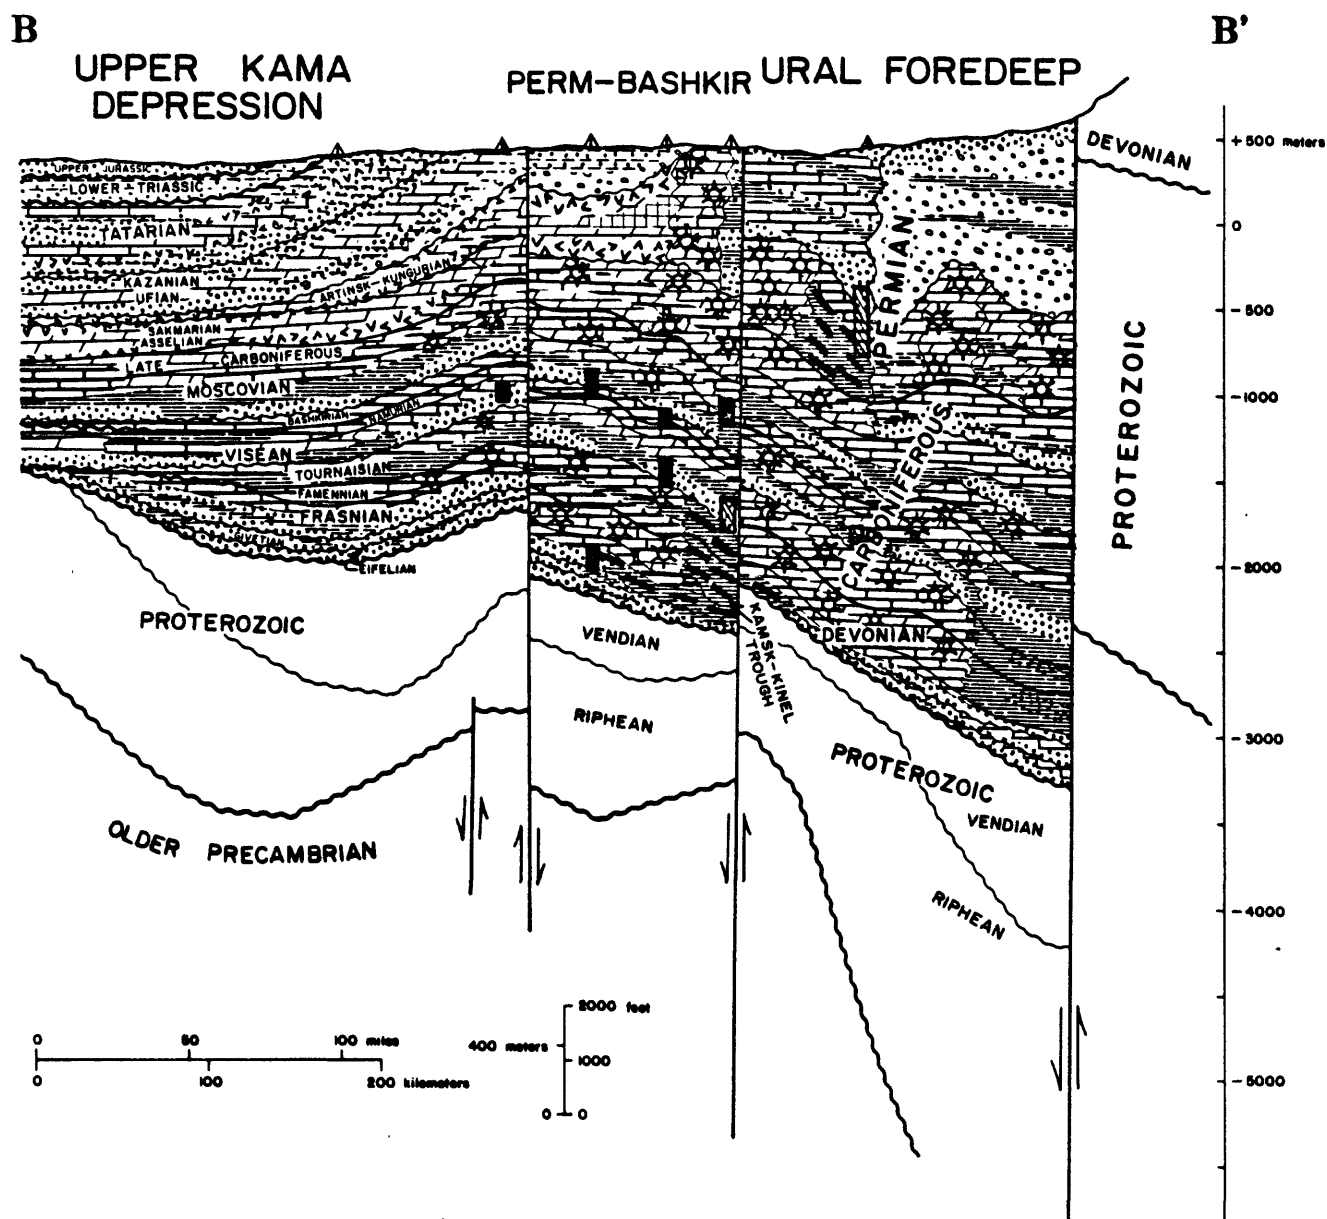 B
B'
UPPER KAMA
DEPRESSION
PERM-BASHKIR
URAL FOREDEEP
+500 meters
0
-500
-1000
-2000
-3000
-4000
-5000
DEVONIAN
UPPER JURASSIC
LOWER-TRIASSIC
TATARIAN
KAZANIAN
UFIAN
ARTINSK-KUNGURIAN
SAKMARIAN
ASSELIAN
LATE CARBONIFEROUS
MOSCOVIAN
BASHKIRIAN NAMURIAN
VISEAN
TOURNAISIAN
FAMENNIAN
FRASNIAN
GIVETIAN
EIFELIAN
PERMIAN
CARBONIFEROUS
DEVONIAN
PROTEROZOIC
PROTEROZOIC
VENDIAN
RIPHEAN
KAMSK-KINEL
TROUGH
PROTEROZOIC
VENDIAN
RIPHEAN
OLDER PRECAMBRIAN
0 50 100 miles
0 100 200 kilometers
2000 feet
400 meters
1000
0 0